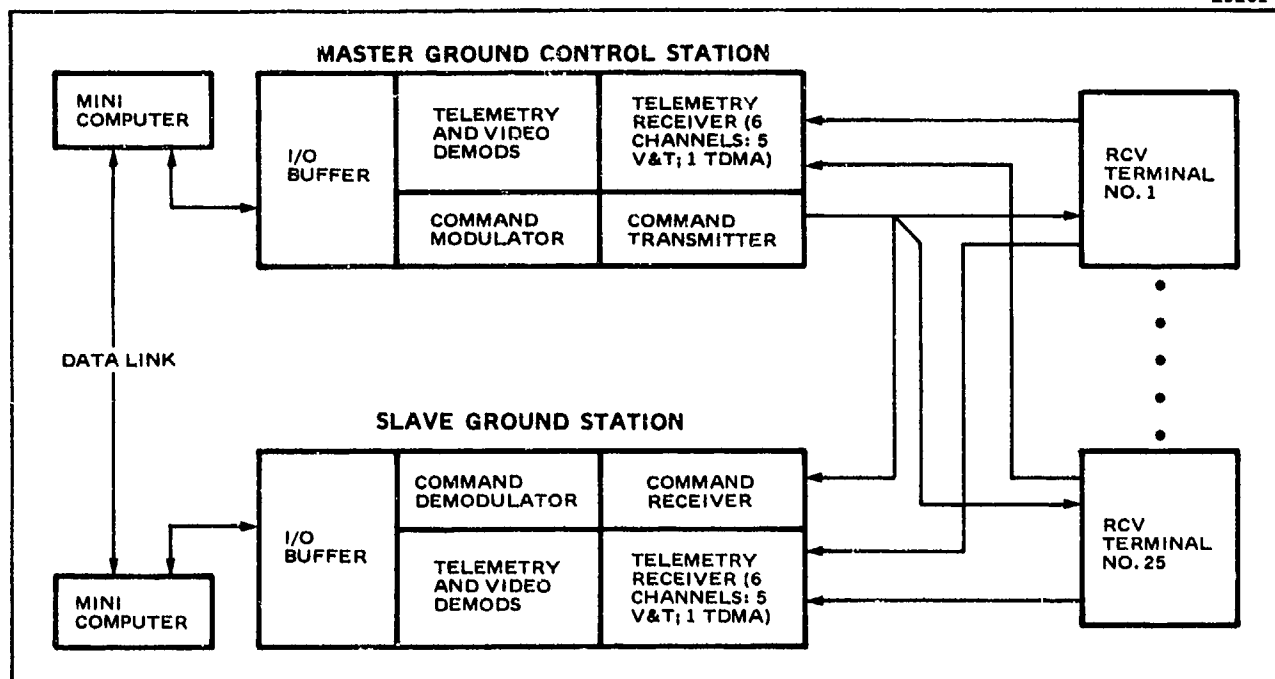 MASTER GROUND CONTROL STATION
MINI
COMPUTER
I/O
BUFFER
TELEMETRY
AND VIDEO
DEMODS
TELEMETRY
RECEIVER (6
CHANNELS: 5
V&T; 1 TDMA)
COMMAND
MODULATOR
COMMAND
TRANSMITTER
RCV
TERMINAL
NO. 1
DATA LINK
SLAVE GROUND STATION
I/O
BUFFER
COMMAND
DEMODULATOR
COMMAND
RECEIVER
TELEMETRY
AND VIDEO
DEMODS
TELEMETRY
RECEIVER (6
CHANNELS: 5
V&T; 1 TDMA)
MINI
COMPUTER
RCV
TERMINAL
NO. 25